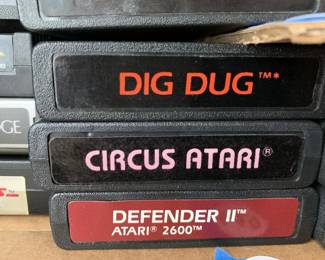 DIG DUG™*
CIRCUS ATARI®
DEFENDER II™
ATARI® 2600™